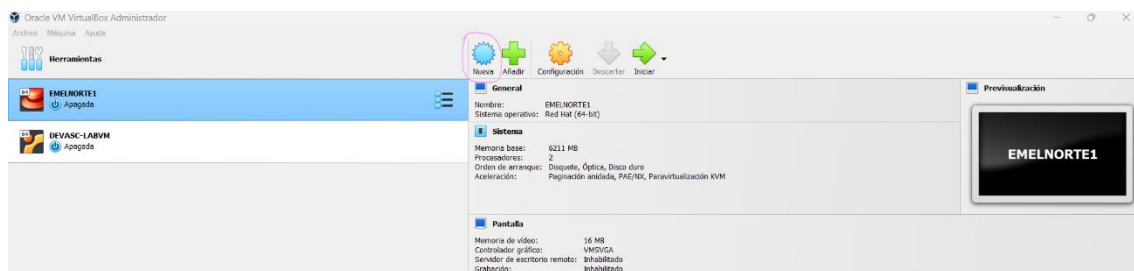 Oracle VM VirtualBox Administrador
Archivo Máquina Ayuda
Herramientas
Nueva Añadir Configuración Descartar Iniciar
64 EMELNORTE1
Apagada
64 DEVASC-LABVM
Apagada
General
Nombre: EMELNORTE1
Sistema operativo: Red Hat (64-bit)
Sistema
Memoria base: 6211 MB
Procesadores: 2
Orden de arranque: Disquete, Óptica, Disco duro
Aceleración: Paginación anidada, PAE/NX, Paravirtualización KVM
Pantalla
Memoria de vídeo: 16 MB
Controlador gráfico: VMSVGA
Servidor de escritorio remoto: Inhabilitado
Grabación: Inhabilitado
Previsualización
EMELNORTE1